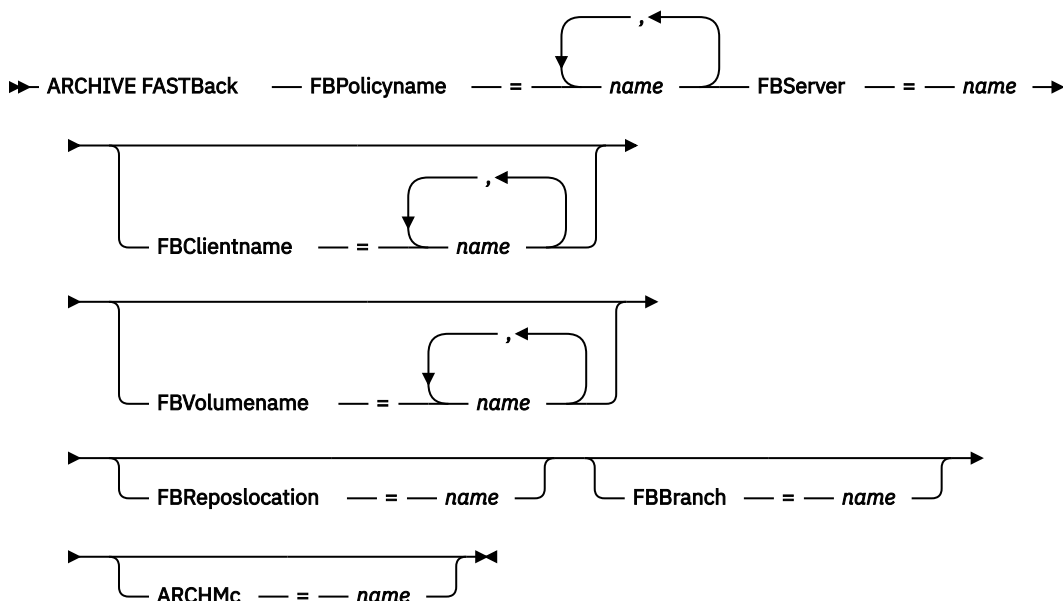 ,
ARCHIVE FASTBack FBPolicyname = name FBServer = name
,
FBClientname = name
,
FBVolumename = name
FBReposlocation = name FBBranch = name
ARCHMc = name